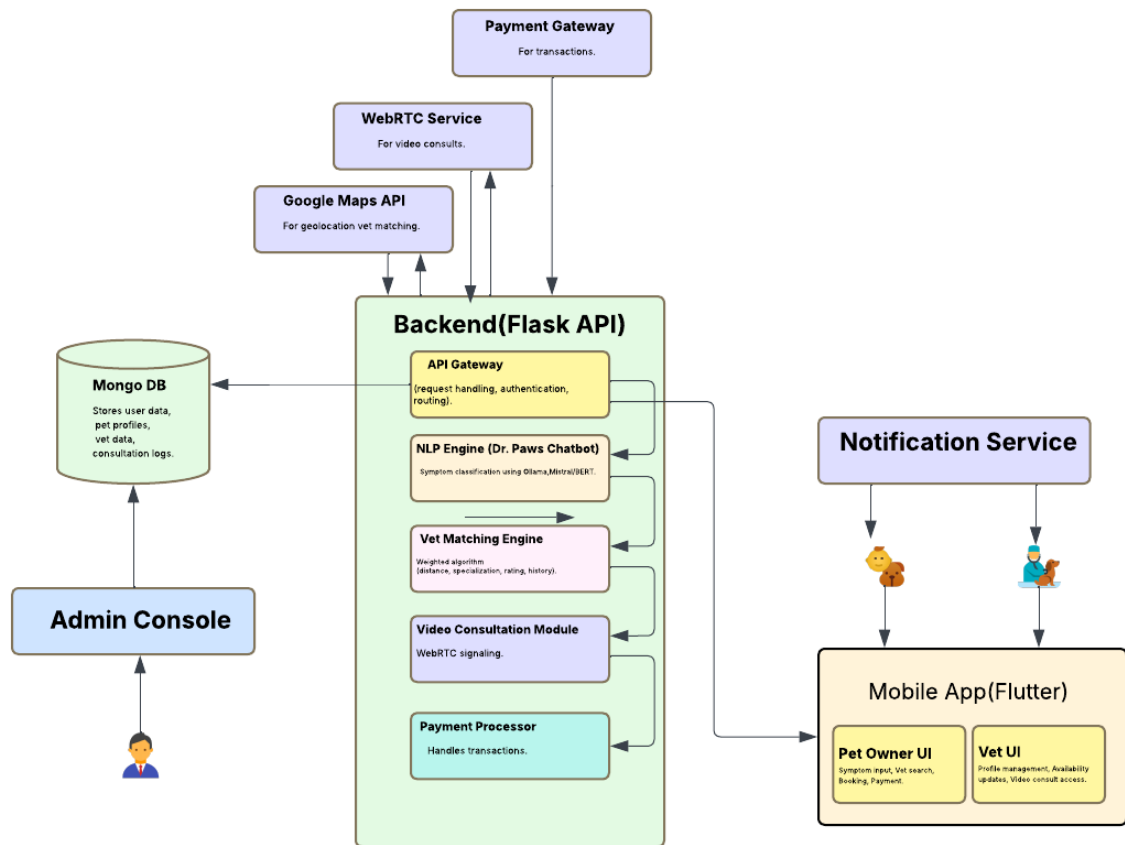 Payment Gateway
For transactions.
WebRTC Service
For video consults.
Google Maps API
For geolocation vet matching.
Backend(Flask API)
API Gateway
(request handling, authentication,
routing).
NLP Engine (Dr. Paws Chatbot)
Symptom classification using Ollama,Mistral/BERT.
Vet Matching Engine
Weighted algorithm
(distance, specialization, rating, history).
Video Consultation Module
WebRTC signaling.
Payment Processor
Handles transactions.
Mongo DB
Stores user data,
pet profiles,
vet data,
consultation logs.
Admin Console
Notification Service
Mobile App(Flutter)
Pet Owner UI
Symptom input, Vet search,
Booking, Payment.
Vet UI
Profile management, Availability
updates, Video consult access.